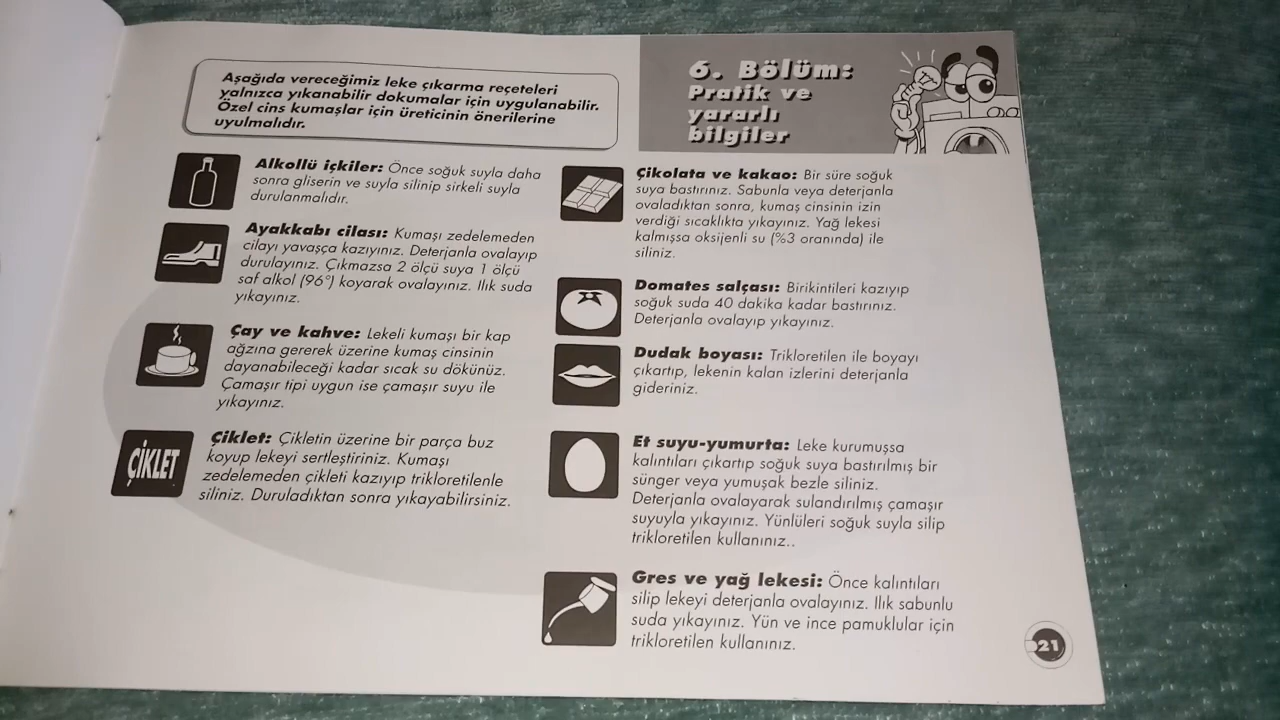 Aşağıda vereceğimiz leke çıkarma reçeteleri
yalnızca yıkanabilir dokumalar için uygulanabilir.
Özel cins kumaşlar için üreticinin önerilerine
uyulmalıdır.
6. Bölüm:
Pratik ve
yararlı
bilgiler
Alkollü içkiler: Önce soğuk suyla daha
sonra gliserin ve suyla silinip sirkeli suyla
durulanmalıdır.
Ayakkabı cilası: Kumaşı zedelemeden
cilayı yavaşça kazıyınız. Deterjanla ovalayıp
durulayınız. Çıkmazsa 2 ölçü suya 1 ölçü
saf alkol (96°) koyarak ovalayınız. Ilık suda
yıkayınız.
Çay ve kahve: Lekeli kumaşı bir kap
ağzına gererek üzerine kumaş cinsinin
dayanabileceği kadar sıcak su dökünüz.
Çamaşır tipi uygun ise çamaşır suyu ile
yıkayınız.
ÇİKLET
Çiklet: Çikletin üzerine bir parça buz
koyup lekeyi sertleştiriniz. Kumaşı
zedelemeden çikleti kazıyıp trikloretilenle
siliniz. Duruladıktan sonra yıkayabilirsiniz.
Çikolata ve kakao: Bir süre soğuk
suya bastırınız. Sabunla veya deterjanla
ovaladıktan sonra, kumaş cinsinin izin
verdiği sıcaklıkta yıkayınız. Yağ lekesi
kalmışsa oksijenli su (%3 oranında) ile
siliniz.
Domates salçası: Birikintileri kazıyıp
soğuk suda 40 dakika kadar bastırınız.
Deterjanla ovalayıp yıkayınız.
Dudak boyası: Trikloretilen ile boyayı
çıkartıp, lekenin kalan izlerini deterjanla
gideriniz.
Et suyu-yumurta: Leke kurumuşsa
kalıntıları çıkartıp soğuk suya bastırılmış bir
sünger veya yumuşak bezle siliniz.
Deterjanla ovalayarak sulandırılmış çamaşır
suyuyla yıkayınız. Yünlüleri soğuk suyla silip
trikloretilen kullanınız..
Gres ve yağ lekesi: Önce kalıntıları
silip lekeyi deterjanla ovalayınız. Ilık sabunlu
suda yıkayınız. Yün ve ince pamuklular için
trikloretilen kullanınız.
21